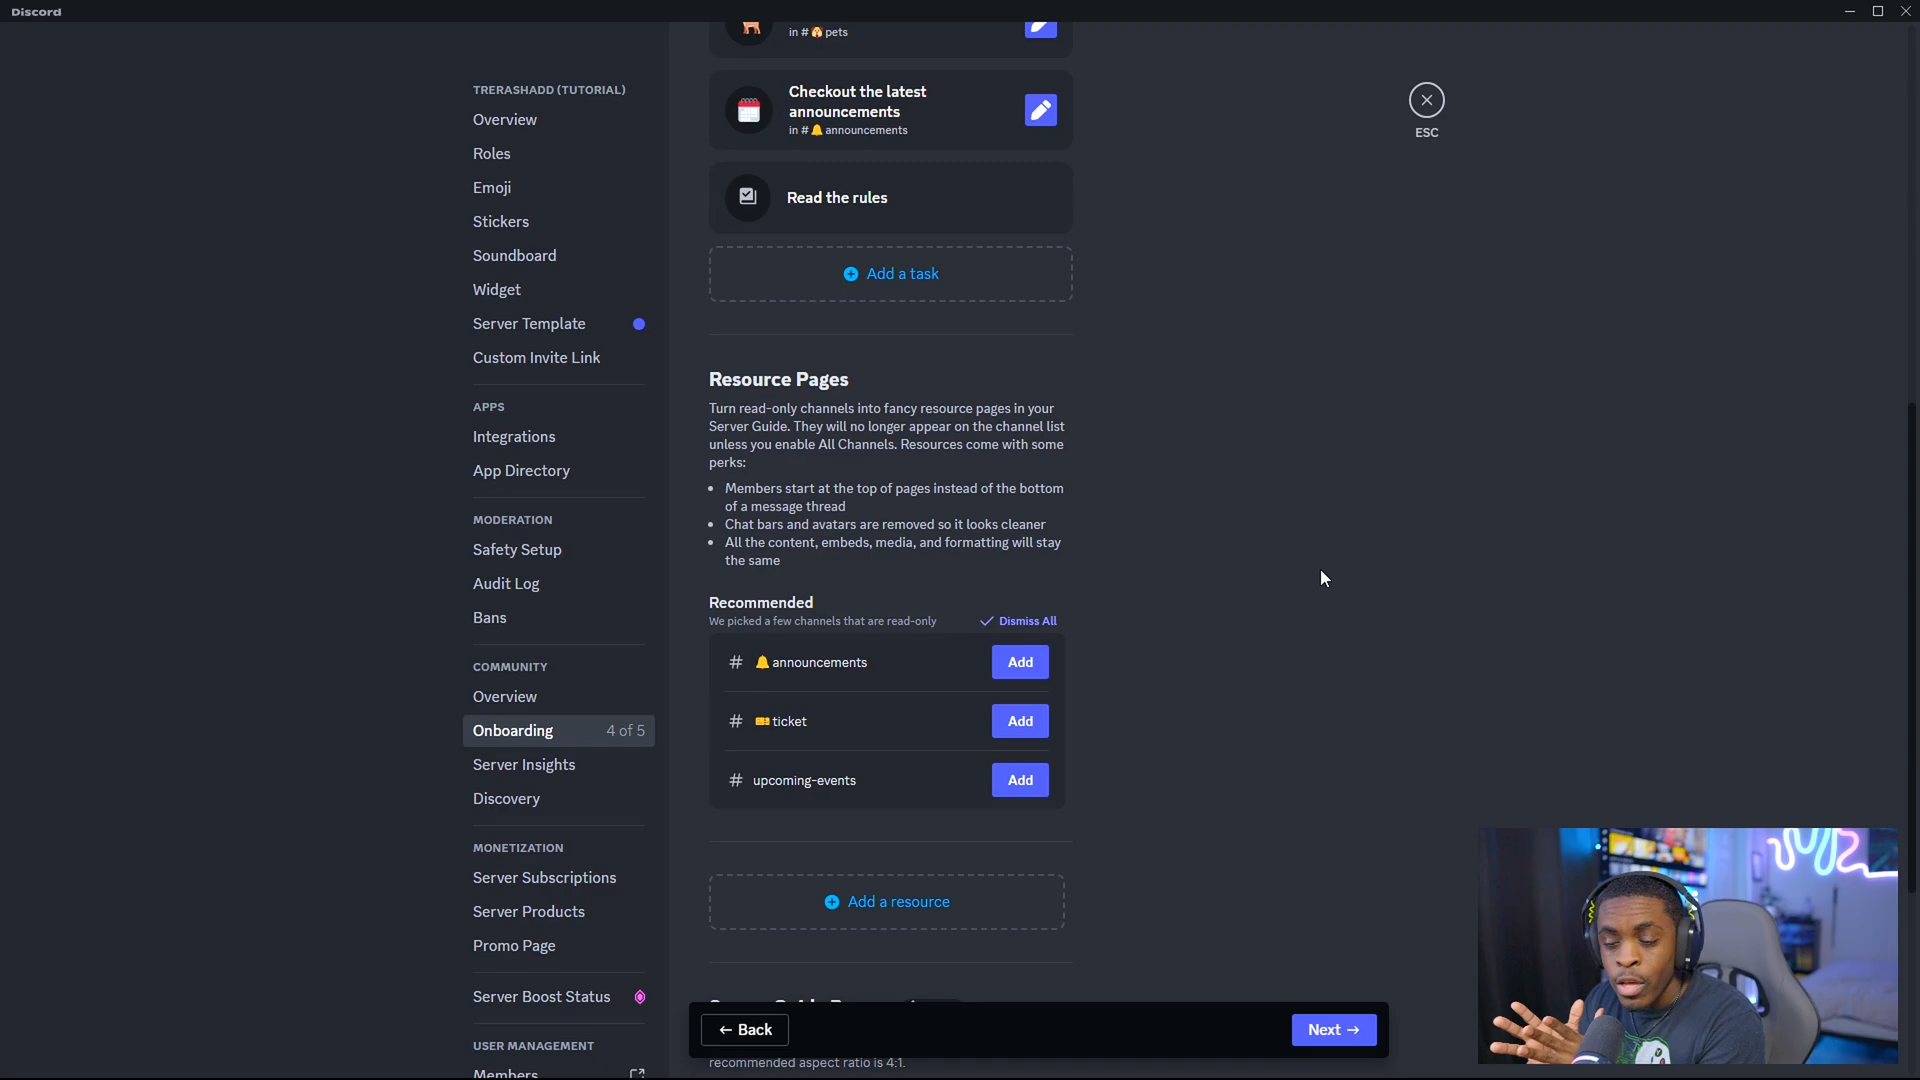 Discord
TRERASHADD (TUTORIAL)
Overview
Roles
Emoji
Stickers
Soundboard
Widget
Server Template
Custom Invite Link
APPS
Integrations
App Directory
MODERATION
Safety Setup
Audit Log
Bans
COMMUNITY
Overview
Onboarding 4 of 5
Server Insights
Discovery
MONETIZATION
Server Subscriptions
Server Products
Promo Page
Server Boost Status
USER MANAGEMENT
Members
in # 🐶 pets
Checkout the latest
announcements
in # 🔔 announcements
Read the rules
Add a task
Resource Pages
Turn read-only channels into fancy resource pages in your
Server Guide. They will no longer appear on the channel list
unless you enable All Channels. Resources come with some
perks:
• Members start at the top of pages instead of the bottom
of a message thread
• Chat bars and avatars are removed so it looks cleaner
• All the content, embeds, media, and formatting will stay
the same
Recommended
We picked a few channels that are read-only ✓ Dismiss All
# 🔔 announcements Add
# 🎫 ticket Add
# upcoming-events Add
Add a resource
← Back Next →
recommended aspect ratio is 4:1.
ESC